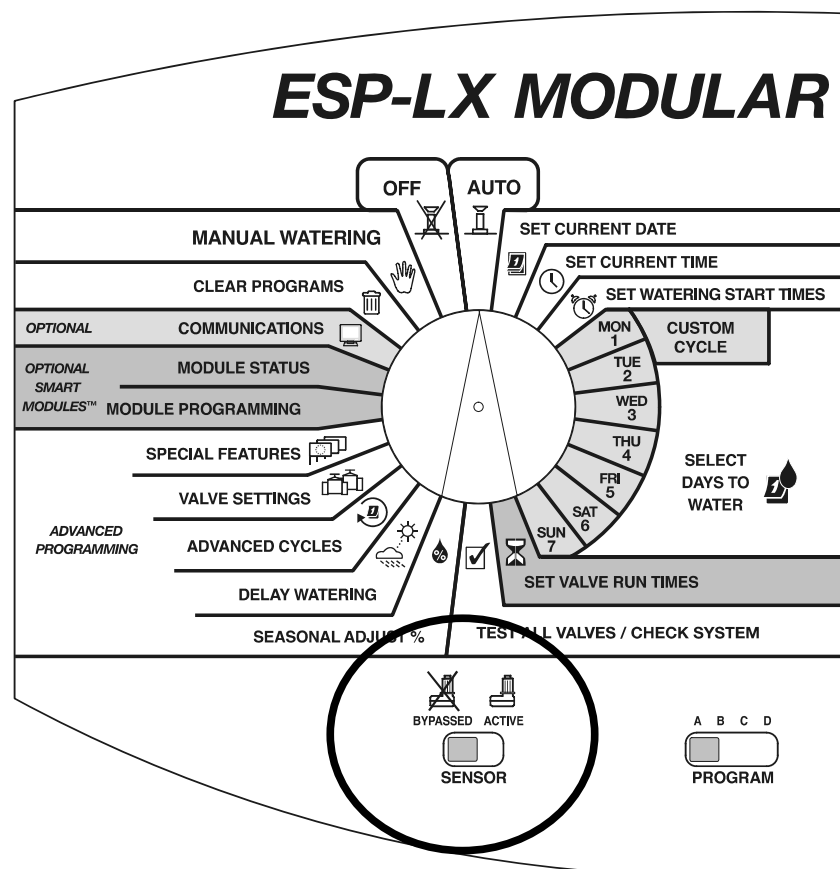 ESP-LX MODULAR
OFF
AUTO
MANUAL WATERING
CLEAR PROGRAMS
OPTIONAL
COMMUNICATIONS
OPTIONAL
SMART
MODULES™
MODULE STATUS
MODULE PROGRAMMING
SPECIAL FEATURES
VALVE SETTINGS
ADVANCED
PROGRAMMING
ADVANCED CYCLES
DELAY WATERING
SEASONAL ADJUST %
%
SET CURRENT DATE
1
SET CURRENT TIME
SET WATERING START TIMES
MON
1
CUSTOM
CYCLE
TUE
2
WED
3
THU
4
FRI
5
SAT
6
SUN
7
SELECT
DAYS TO
WATER
1
SET VALVE RUN TIMES
TEST ALL VALVES / CHECK SYSTEM
1
BYPASSED ACTIVE
SENSOR
A B C D
PROGRAM